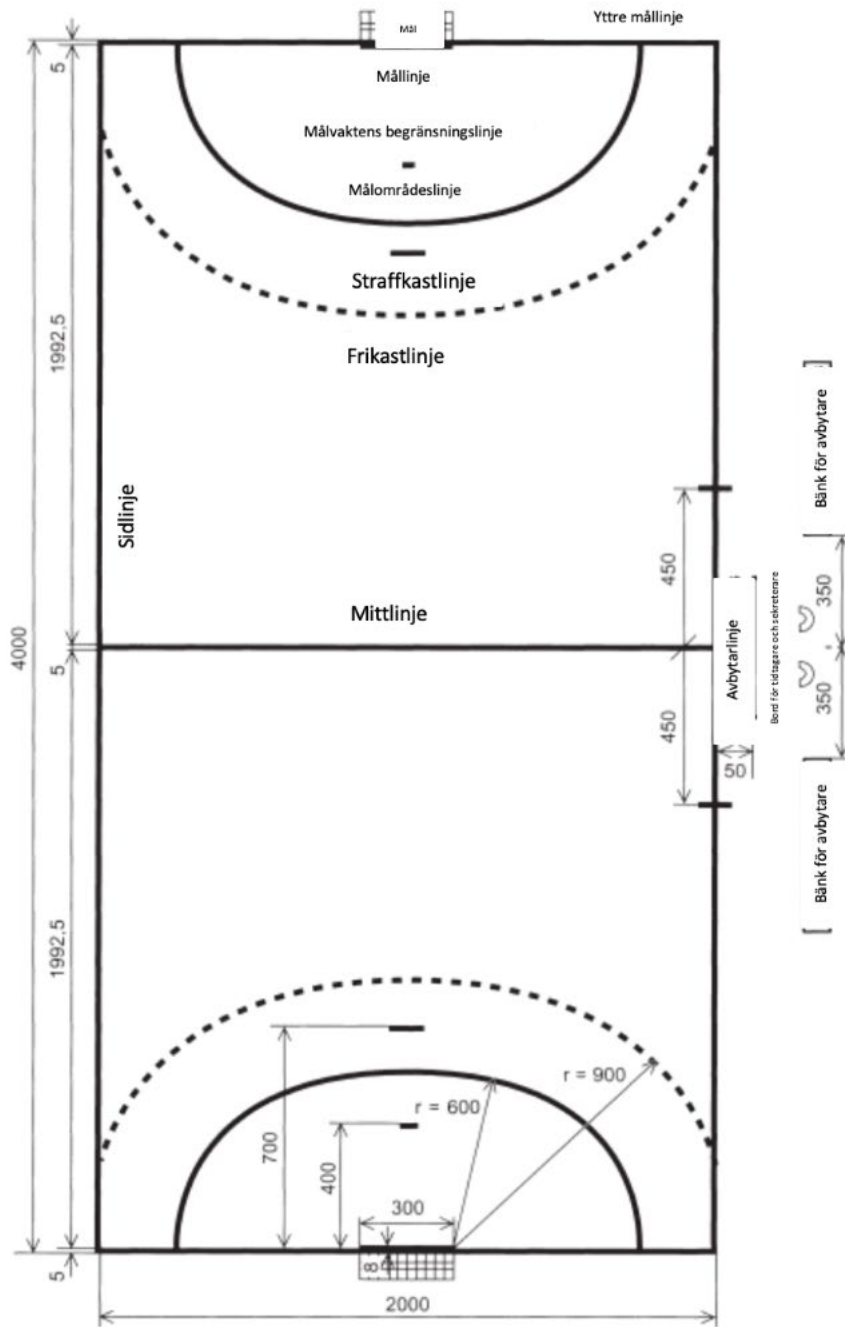 Mål
Yttre mållinje
5
Mållinje
Målvaktens begränsningslinje
Målområdeslinje
Straffkastlinje
Frikastlinje
1992,5
Sidlinje
Bänk för avbytare
450
350
Mittlinje
4000
5
Avbytarlinje
Bord för tidtagare och sekreterare
450
350
50
Bänk för avbytare
1992,5
r = 900
r = 600
700
400
300
5
8
2000